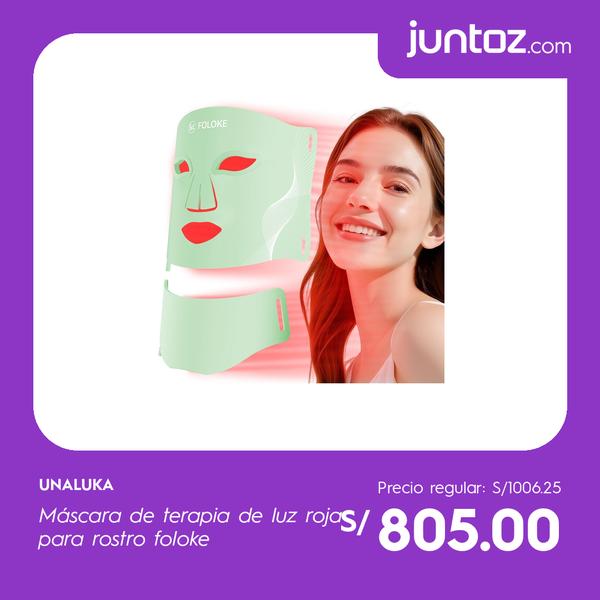 juntoz.com
FOLOKE
UNALUKA
Máscara de terapia de luz roja
para rostro foloke
Precio regular: S/1006.25
S/ 805.00